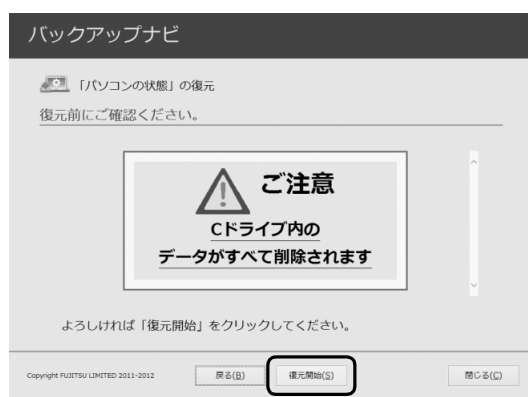 バックアップナビ
「パソコンの状態」の復元
復元前にご確認ください。
ご注意
Cドライブ内の
データがすべて削除されます
よろしければ「復元開始」をクリックしてください。
Copyright FUJITSU LIMITED 2011-2012 戻る(B) 復元開始(S) 閉じる(C)